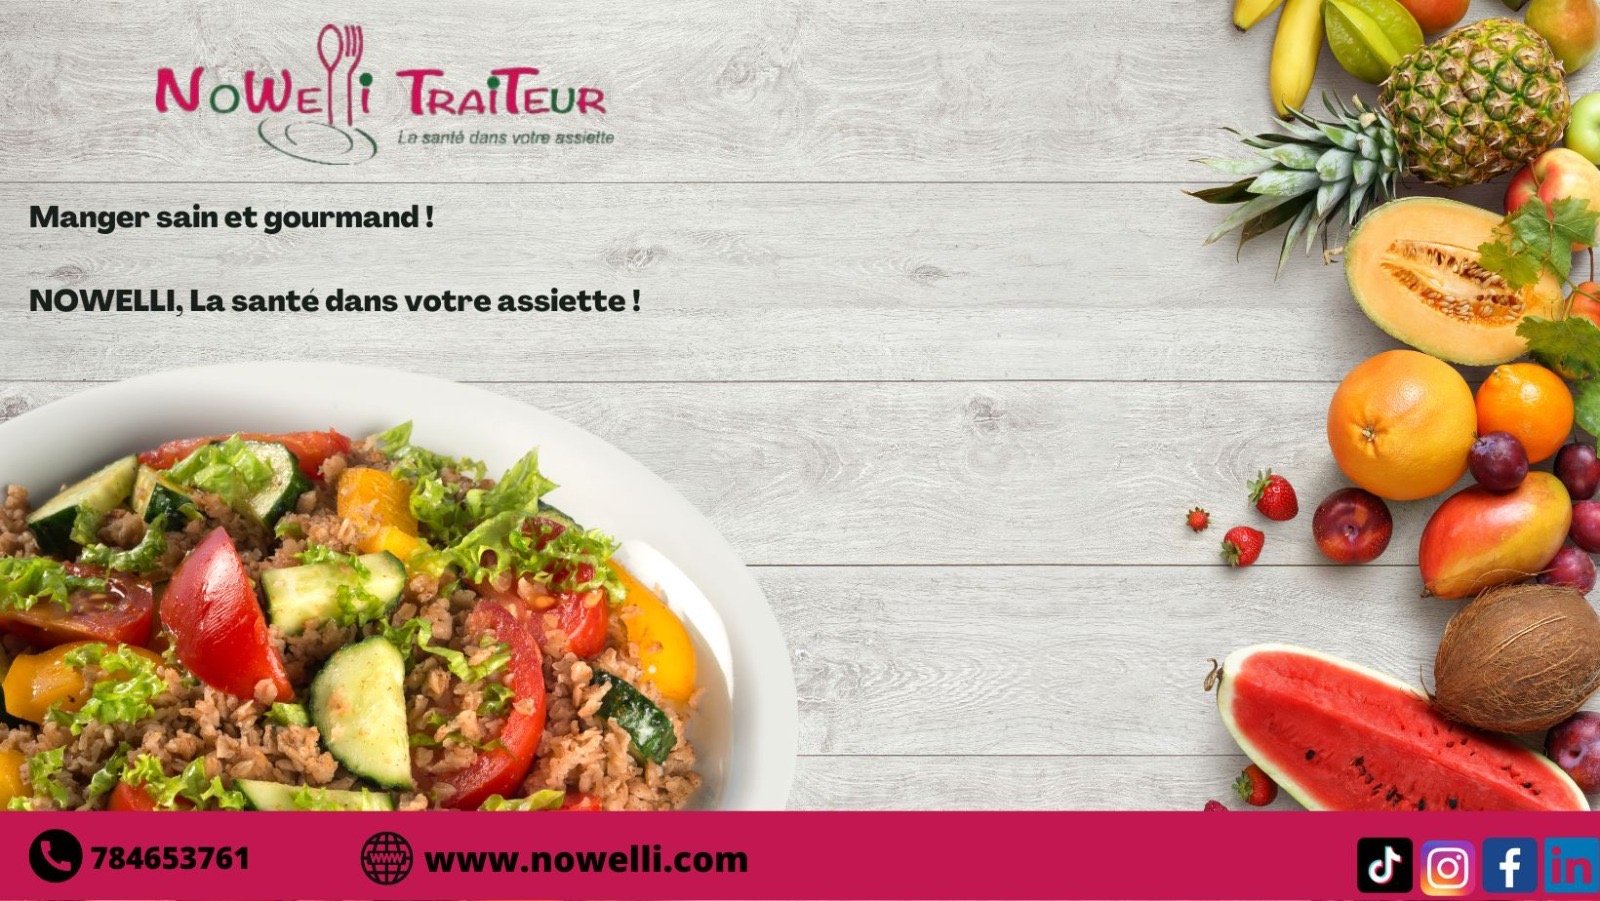 NoWelli TraiTeur
La santé dans votre assiette
Manger sain et gourmand !
NOWELLI, La santé dans votre assiette !
784653761
www
www.nowelli.com
in